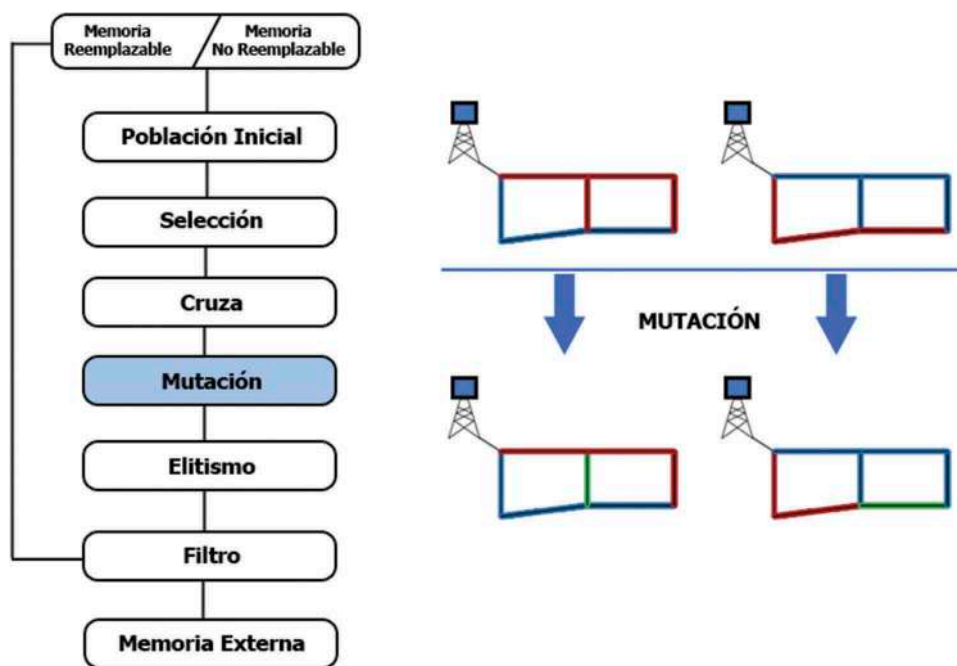 Memoria
Reemplazable
Memoria
No Reemplazable
Población Inicial
Selección
Cruza
Mutación
Elitismo
Filtro
Memoria Externa
MUTACIÓN